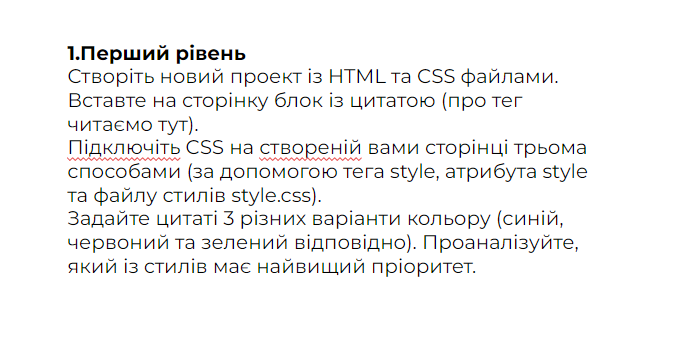 1.Перший рівень
Створіть новий проект із HTML та CSS файлами.
Вставте на сторінку блок із цитатою (про тег
читаємо тут).
Підключіть CSS на створеній вами сторінці трьома
способами (за допомогою тега style, атрибута style
та файлу стилів style.css).
Задайте цитаті 3 різних варіанти кольору (синій,
червоний та зелений відповідно). Проаналізуйте,
який із стилів має найвищий пріоритет.